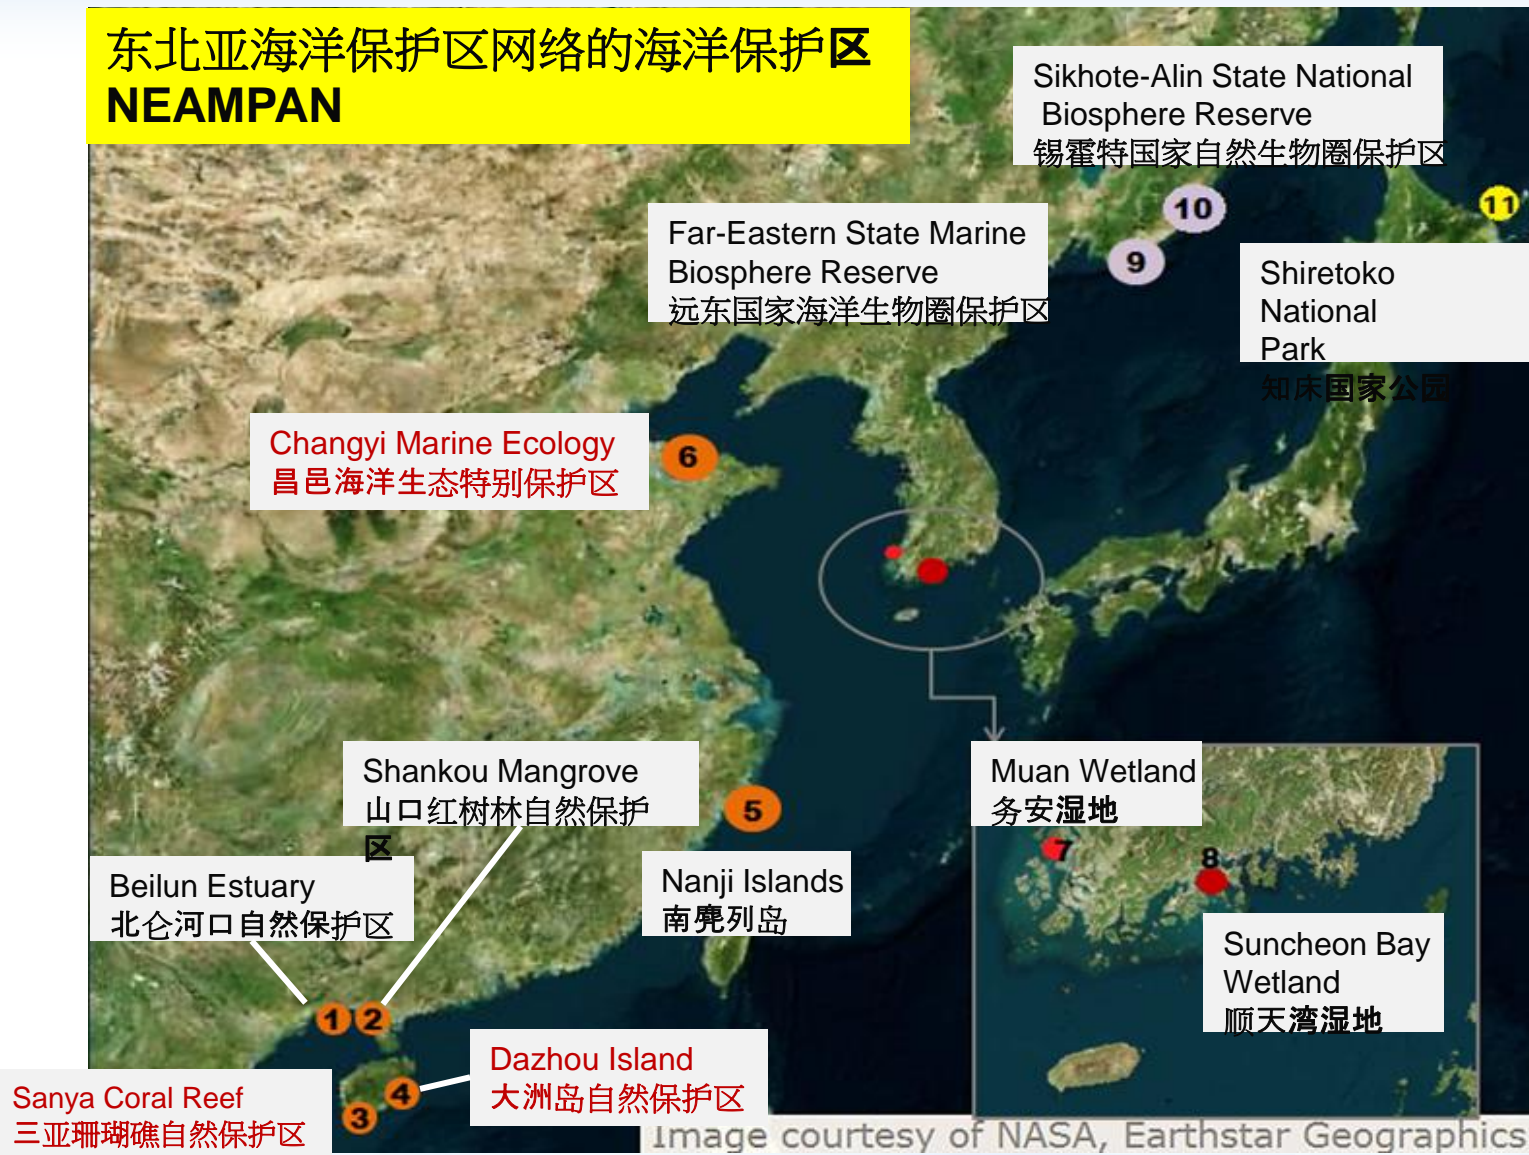 东北亚海洋保护区网络的海洋保护区
NEAMPAN
Sikhote-Alin State National
Biosphere Reserve
锡霍特国家自然生物圈保护区
10
11
9
Far-Eastern State Marine
Biosphere Reserve
远东国家海洋生物圈保护区
Shiretoko
National
Park
知床国家公园
Changyi Marine Ecology
昌邑海洋生态特别保护区
6
Shankou Mangrove
山口红树林自然保护
区
5
Muan Wetland
务安湿地
7
8
Beilun Estuary
北仑河口自然保护区
Nanji Islands
南麂列岛
Suncheon Bay
Wetland
顺天湾湿地
1
2
Dazhou Island
大洲岛自然保护区
4
3
Sanya Coral Reef
三亚珊瑚礁自然保护区
Image courtesy of NASA, Earthstar Geographics